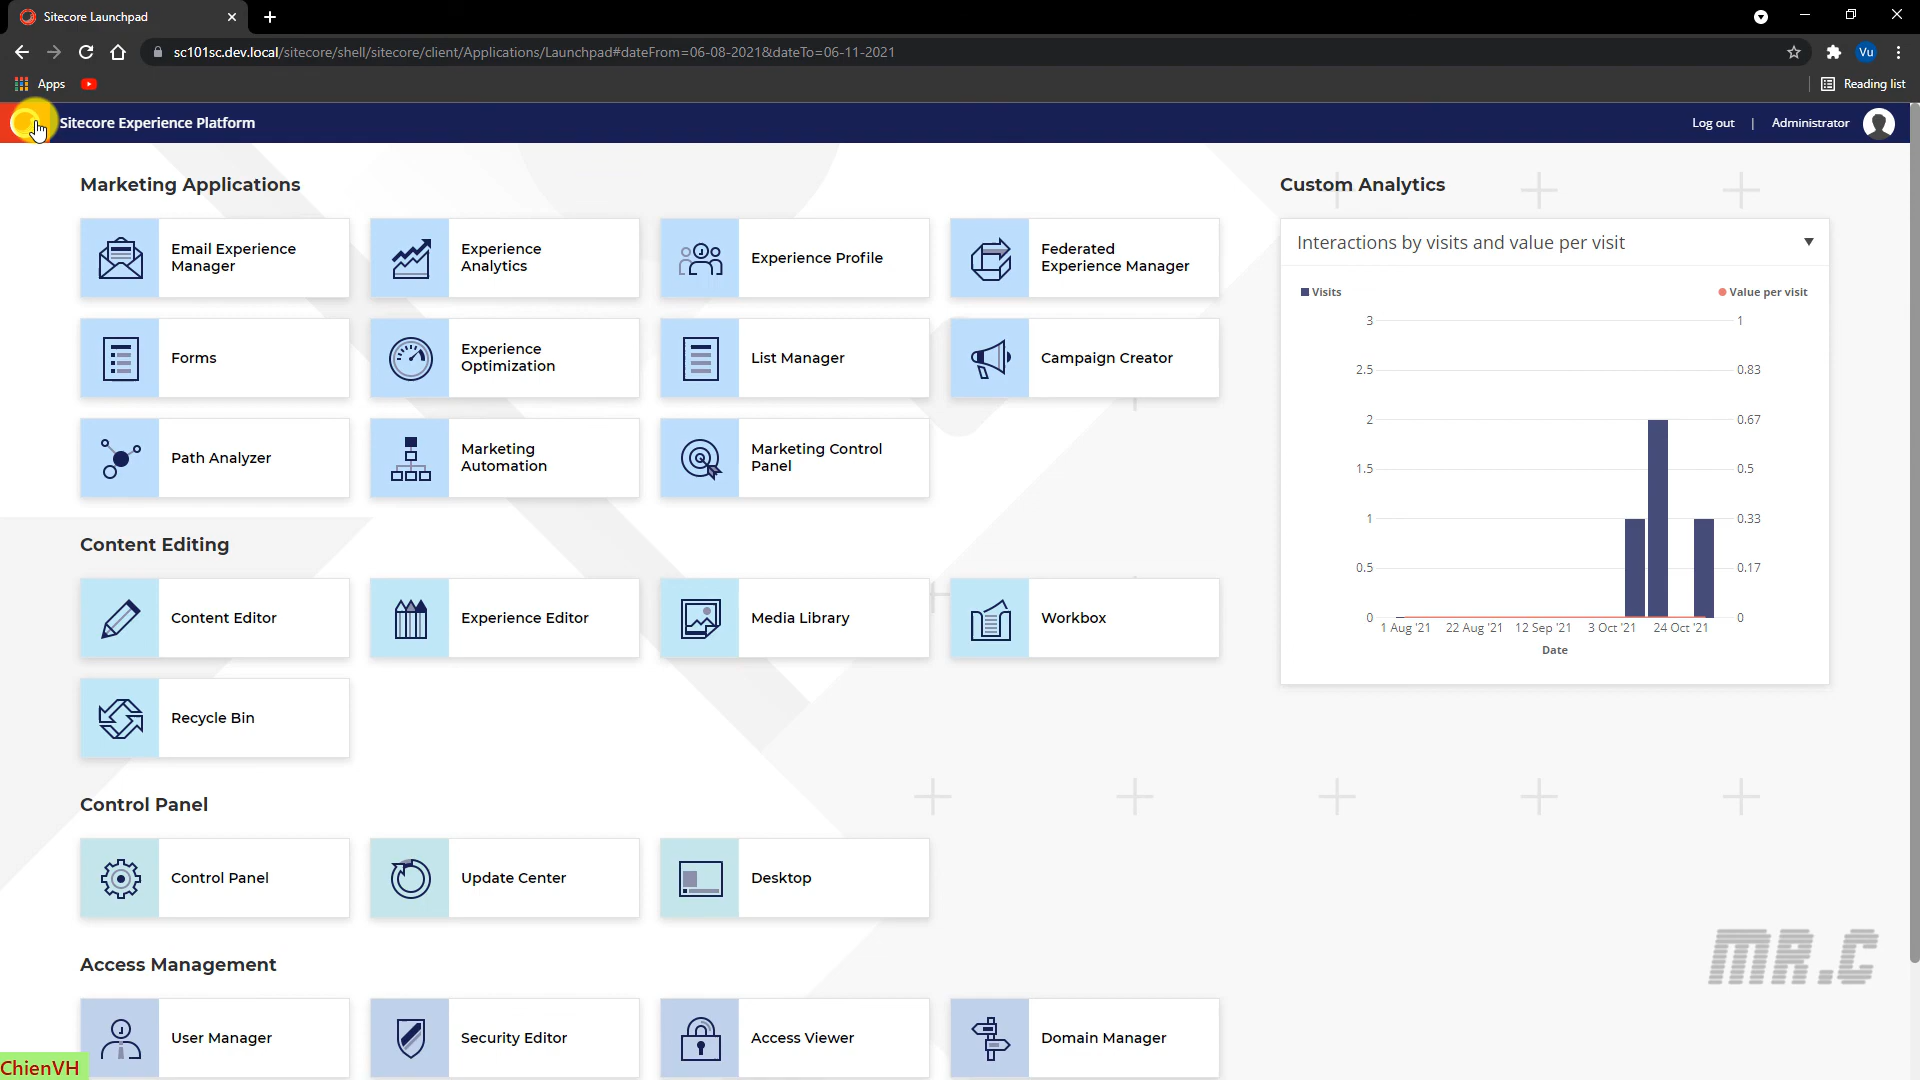 Sitecore Launchpad
sc101sc.dev.local/sitecore/shell/sitecore/client/Applications/Launchpad#dateFrom=06-08-2021&dateTo=06-11-2021
Vu
Apps
Reading list
Sitecore Experience Platform
Log out | Administrator
Marketing Applications
Email Experience
Manager
Experience
Analytics
Experience Profile
Federated
Experience Manager
Forms
Experience
Optimization
List Manager
Campaign Creator
Path Analyzer
Marketing
Automation
Marketing Control
Panel
Content Editing
Content Editor
Experience Editor
Media Library
Workbox
Recycle Bin
Control Panel
Control Panel
Update Center
Desktop
Access Management
User Manager
Security Editor
Access Viewer
Domain Manager
Custom Analytics
Interactions by visits and value per visit
Visits
Value per visit
3 1
2.5 0.83
2 0.67
1.5 0.5
1 0.33
0.5 0.17
0 0
1 Aug '21 22 Aug '21 12 Sep '21 3 Oct '21 24 Oct '21
Date
MR.C
ChienVH